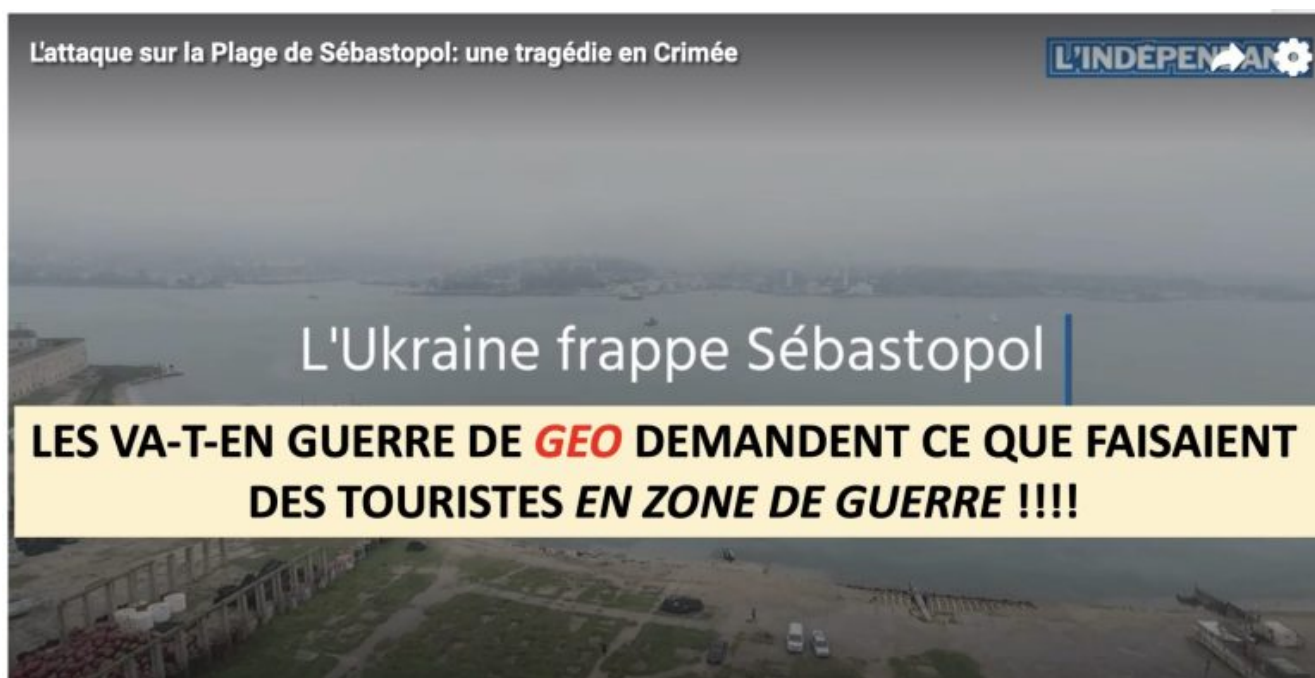 L'attaque sur la Plage de Sébastopol: une tragédie en Crimée
L'INDÉPENDANT
L'Ukraine frappe Sébastopol
LES VA-T-EN GUERRE DE GEO DEMANDENT CE QUE FAISAIENT
DES TOURISTES EN ZONE DE GUERRE !!!!